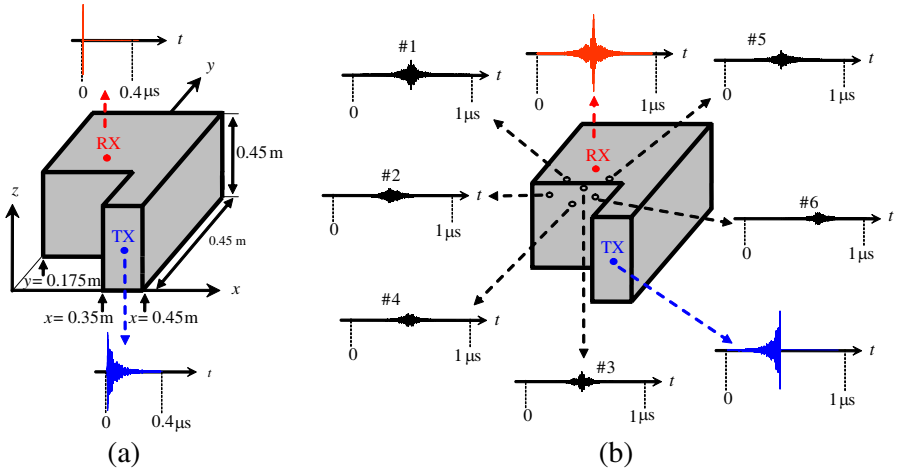 t
0
0.4μs
y
RX
0.45 m
z
TX
0.45 m
y= 0.175m
x
x= 0.35m
x= 0.45m
t
0
0.4μs
(a)
#1
t
0
1μs
t
0
1μs
#5
t
0
1μs
RX
#2
t
0
1μs
#6
t
0
1μs
TX
#4
t
0
1μs
t
0
1μs
#3
t
0
1μs
(b)